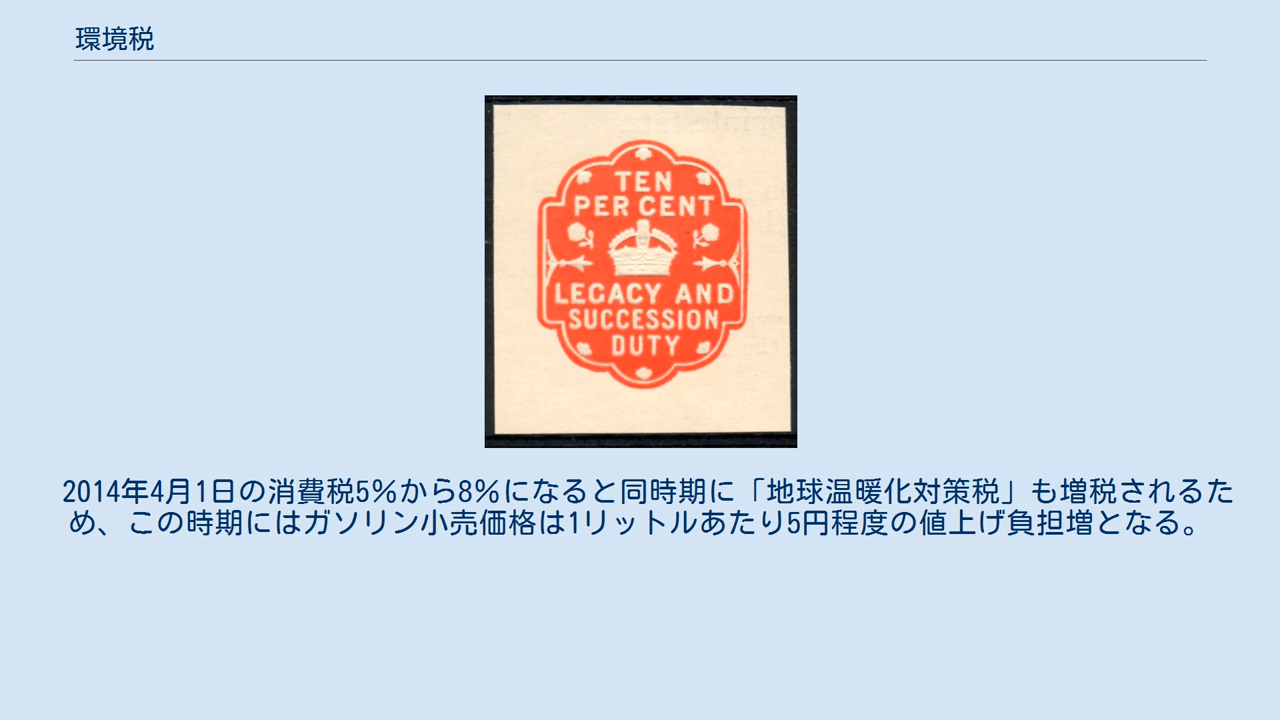 環境税
TEN
PER CENT
LEGACY AND
SUCCESSION
DUTY
2014年4月1日の消費税5％から8％になると同時期に「地球温暖化対策税」も増税されるた
め、この時期にはガソリン小売価格は1リットルあたり5円程度の値上げ負担増となる。